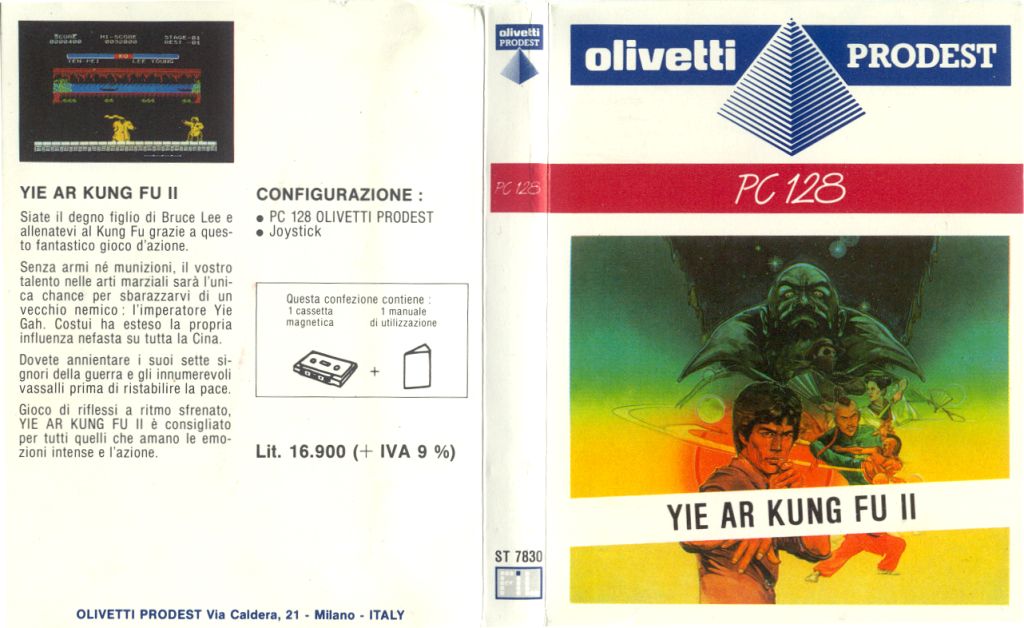 SCORE HI-SCORE STAGE-01
0000400 0032000 REST -01
KO
YEN-PEI LEE YOUNG
YIE AR KUNG FU II
Siate il degno figlio di Bruce Lee e
allenatevi al Kung Fu grazie a ques-
to fantastico gioco d'azione.
Senza armi né munizioni, il vostro
talento nelle arti marziali sarà l'uni-
ca chance per sbarazzarvi di un
vecchio nemico : l'imperatore Yie
Gah. Costui ha esteso la propria
influenza nefasta su tutta la Cina.
Dovete annientare i suoi sette si-
gnori della guerra e gli innumerevoli
vassalli prima di ristabilire la pace.
Gioco di riflessi a ritmo sfrenato,
YIE AR KUNG FU II è consigliato
per tutti quelli che amano le emo-
zioni intense e l'azione.
CONFIGURAZIONE :
● PC 128 OLIVETTI PRODEST
● Joystick
Questa confezione contiene :
1 cassetta 1 manuale
magnetica di utilizzazione
+
Lit. 16.900 (+ IVA 9 %)
OLIVETTI PRODEST Via Caldera, 21 - Milano - ITALY
olivetti
PRODEST
PC 128
ST 7830
olivetti PRODEST
PC 128
YIE AR KUNG FU II